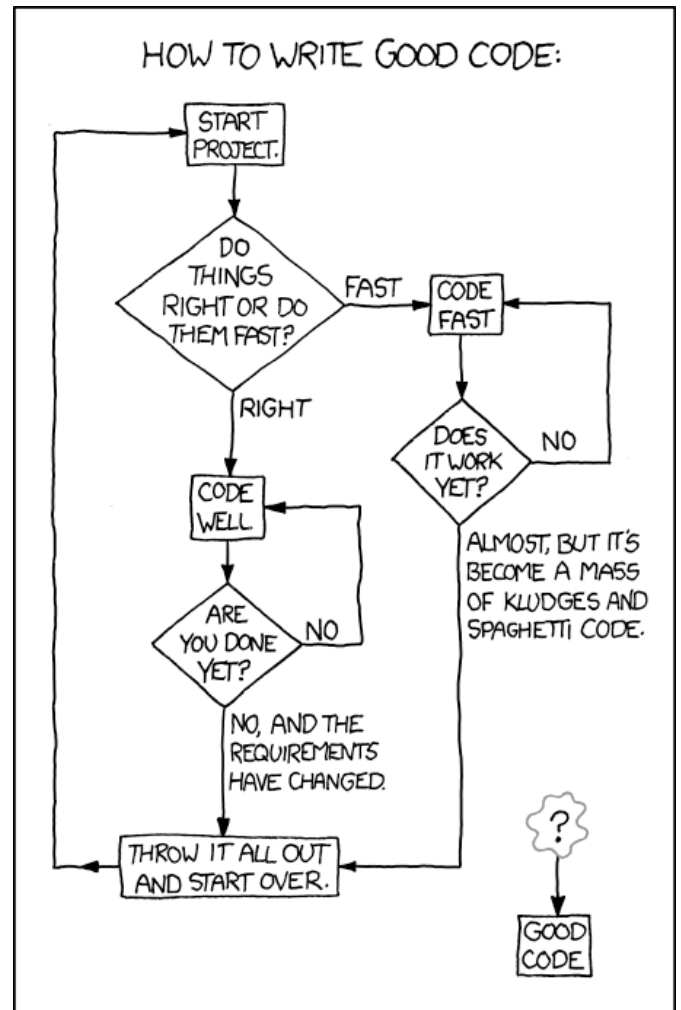 HOW TO WRITE GOOD CODE:
START
PROJECT.
DO
THINGS
RIGHT OR DO
THEM FAST?
FAST
CODE
FAST
RIGHT
DOES
IT WORK
YET?
NO
CODE
WELL.
ALMOST, BUT IT'S
BECOME A MASS
OF KLUDGES AND
SPAGHETTI CODE.
ARE
YOU DONE
YET?
NO
NO, AND THE
REQUIREMENTS
HAVE CHANGED.
THROW IT ALL OUT
AND START OVER.
?
GOOD
CODE